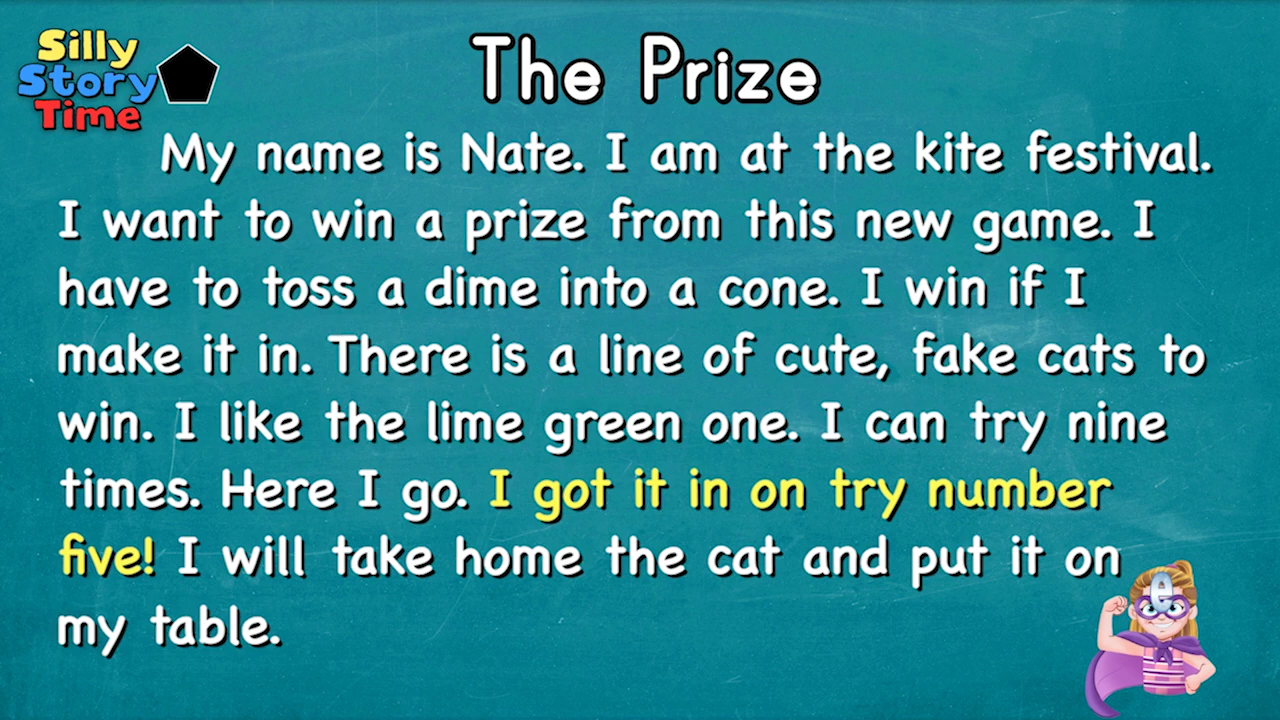 Silly
Story
Time
The Prize
My name is Nate. I am at the kite festival.
I want to win a prize from this new game. I
have to toss a dime into a cone. I win if I
make it in. There is a line of cute, fake cats to
win. I like the lime green one. I can try nine
times. Here I go. I got it in on try number
five! I will take home the cat and put it on
my table.
e